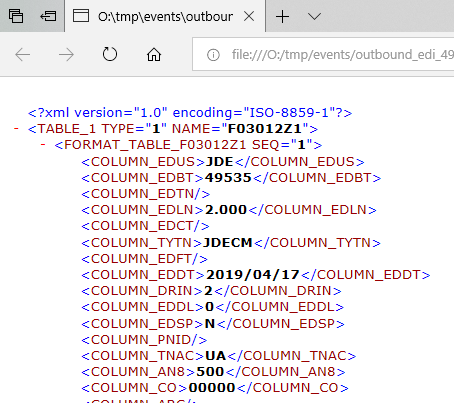 O:\tmp\events\outbour
file:///O:/tmp/events/outbound_edi_49
<?xml version="1.0" encoding="ISO-8859-1"?>
- <TABLE_1 TYPE="1" NAME="F03012Z1">
- <FORMAT_TABLE_F03012Z1 SEQ="1">
<COLUMN_EDUS>JDE</COLUMN_EDUS>
<COLUMN_EDBT>49535</COLUMN_EDBT>
<COLUMN_EDTN/>
<COLUMN_EDLN>2.000</COLUMN_EDLN>
<COLUMN_EDCT/>
<COLUMN_TYTN>JDECM</COLUMN_TYTN>
<COLUMN_EDFT/>
<COLUMN_EDDT>2019/04/17</COLUMN_EDDT>
<COLUMN_DRIN>2</COLUMN_DRIN>
<COLUMN_EDDL>0</COLUMN_EDDL>
<COLUMN_EDSP>N</COLUMN_EDSP>
<COLUMN_PNID/>
<COLUMN_TNAC>UA</COLUMN_TNAC>
<COLUMN_AN8>500</COLUMN_AN8>
<COLUMN_CO>00000</COLUMN_CO>